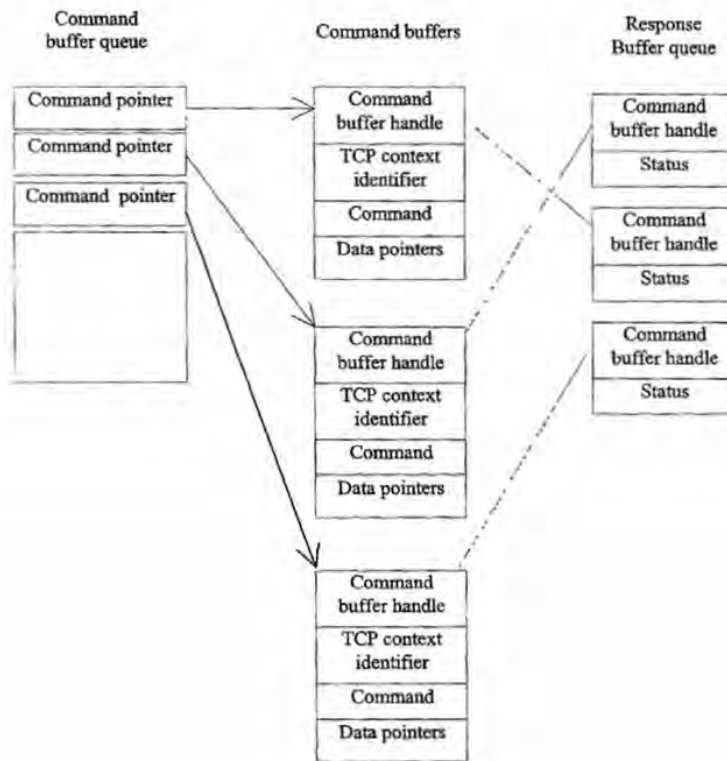 Command
buffer queue
Command pointer
Command pointer
Command pointer
Command buffers
Command
buffer handle
TCP context
identifier
Command
Data pointers
Command
buffer handle
TCP context
identifier
Command
Data pointers
Command
buffer handle
TCP context
identifier
Command
Data pointers
Response
Buffer queue
Command
buffer handle
Status
Command
buffer handle
Status
Command
buffer handle
Status